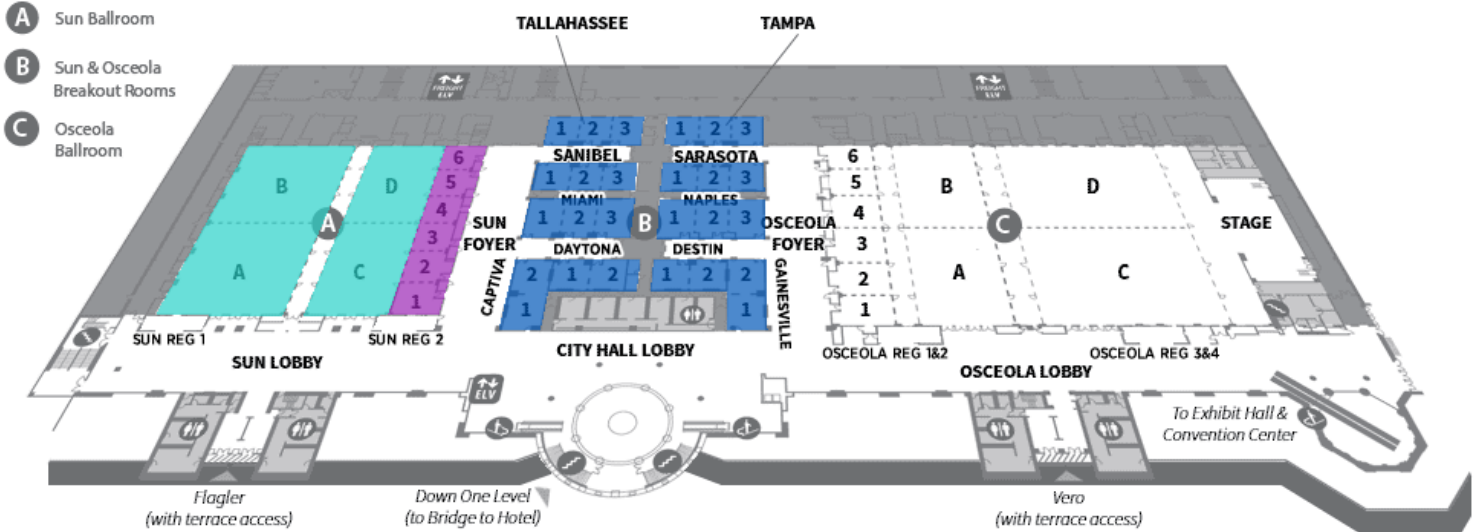 A Sun Ballroom
B Sun & Osceola
Breakout Rooms
C Osceola
Ballroom
TALLAHASSEE
TAMPA
FREIGHT
ELV
FREIGHT
ELV
1 2 3
1 2 3
SANIBEL
SARASOTA
1 2 3
1 2 3
MIAMI
NAPLES
1 2 3
B
1 2 3
DAYTONA
DESTIN
2 1 2
1 2 2
1
1
CAPTIVA
GAINESVILLE
B D
A
A C
6
5
4
3
2
1
SUN
FOYER
OSCEOLA
FOYER
6
5
4
3
2
1
B D
C
A C
STAGE
SUN REG 1
SUN REG 2
SUN LOBBY
CITY HALL LOBBY
OSCEOLA REG 1&2
OSCEOLA REG 3&4
OSCEOLA LOBBY
ELV
To Exhibit Hall &
Convention Center
Flagler
(with terrace access)
Down One Level
(to Bridge to Hotel)
Vero
(with terrace access)